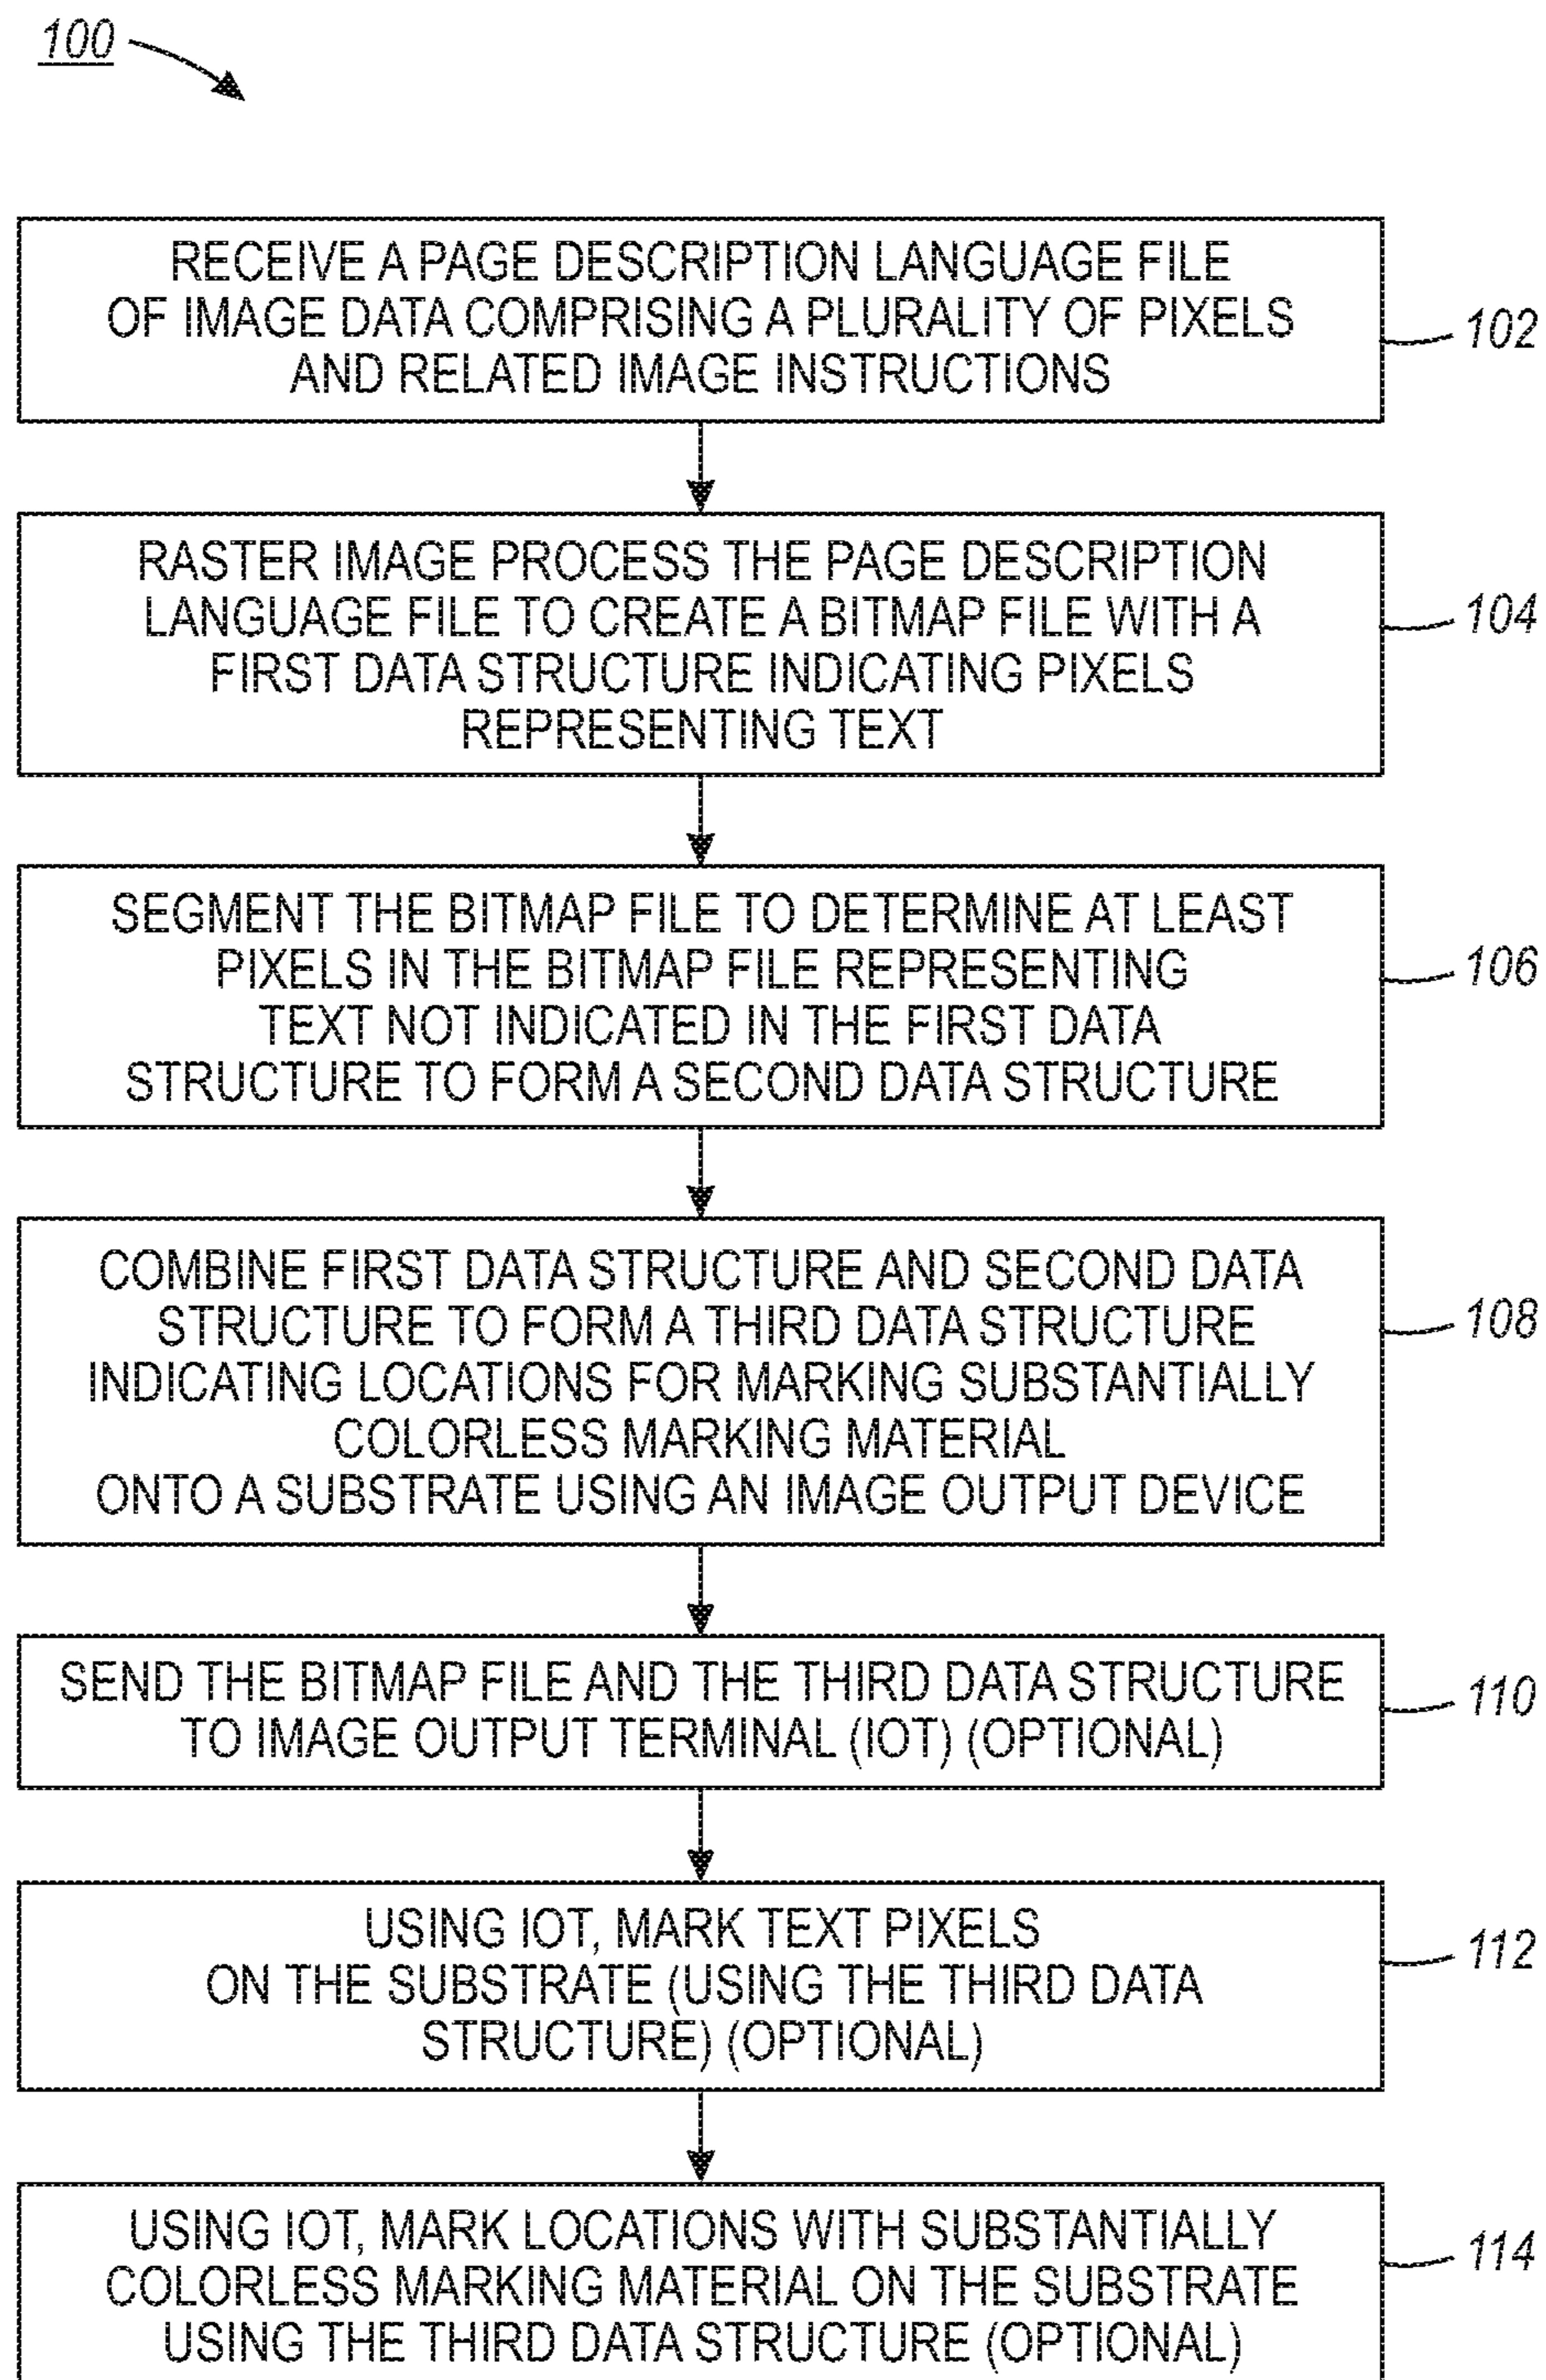 100
RECEIVE A PAGE DESCRIPTION LANGUAGE FILE
OF IMAGE DATA COMPRISING A PLURALITY OF PIXELS
AND RELATED IMAGE INSTRUCTIONS
102
RASTER IMAGE PROCESS THE PAGE DESCRIPTION
LANGUAGE FILE TO CREATE A BITMAP FILE WITH A
FIRST DATA STRUCTURE INDICATING PIXELS
REPRESENTING TEXT
104
SEGMENT THE BITMAP FILE TO DETERMINE AT LEAST
PIXELS IN THE BITMAP FILE REPRESENTING
TEXT NOT INDICATED IN THE FIRST DATA
STRUCTURE TO FORM A SECOND DATA STRUCTURE
106
COMBINE FIRST DATA STRUCTURE AND SECOND DATA
STRUCTURE TO FORM A THIRD DATA STRUCTURE
INDICATING LOCATIONS FOR MARKING SUBSTANTIALLY
COLORLESS MARKING MATERIAL
ONTO A SUBSTRATE USING AN IMAGE OUTPUT DEVICE
108
SEND THE BITMAP FILE AND THE THIRD DATA STRUCTURE
TO IMAGE OUTPUT TERMINAL (IOT) (OPTIONAL)
110
USING IOT, MARK TEXT PIXELS
ON THE SUBSTRATE (USING THE THIRD DATA
STRUCTURE) (OPTIONAL)
112
USING IOT, MARK LOCATIONS WITH SUBSTANTIALLY
COLORLESS MARKING MATERIAL ON THE SUBSTRATE
USING THE THIRD DATA STRUCTURE (OPTIONAL)
114